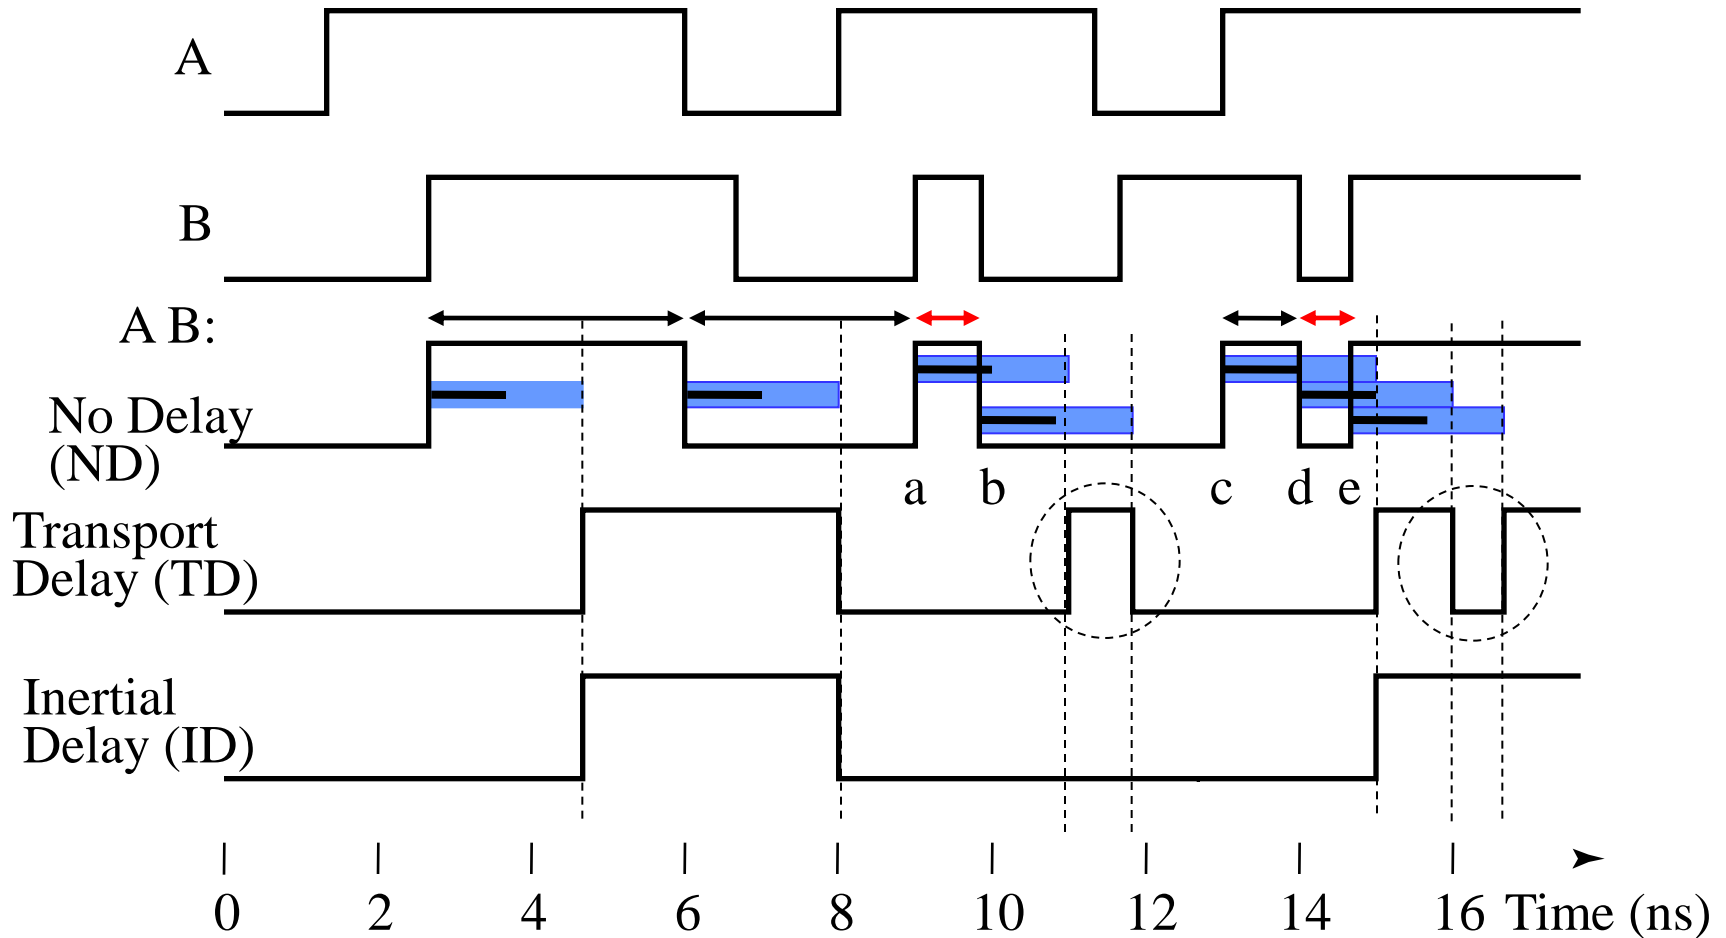 A
B
A B:
No Delay
(ND)
a b c d e
Transport
Delay (TD)
Inertial
Delay (ID)
0 2 4 6 8 10 12 14 16 Time (ns)